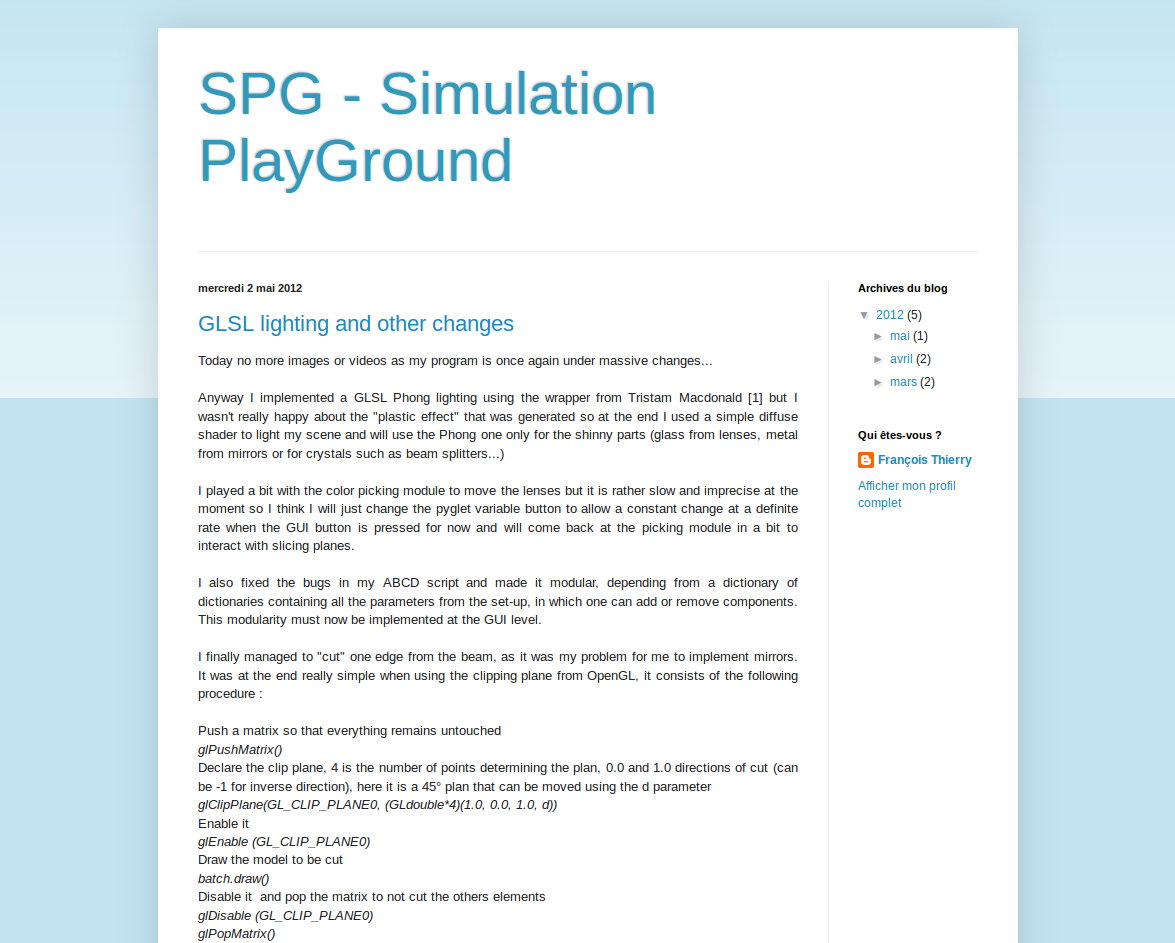 SPG - Simulation
PlayGround
mercredi 2 mai 2012
GLSL lighting and other changes
Today no more images or videos as my program is once again under massive changes...
Anyway I implemented a GLSL Phong lighting using the wrapper from Tristam Macdonald [1] but I
wasn't really happy about the "plastic effect" that was generated so at the end I used a simple diffuse
shader to light my scene and will use the Phong one only for the shinny parts (glass from lenses, metal
from mirrors or for crystals such as beam splitters...)
I played a bit with the color picking module to move the lenses but it is rather slow and imprecise at the
moment so I think I will just change the pyglet variable button to allow a constant change at a definite
rate when the GUI button is pressed for now and will come back at the picking module in a bit to
interact with slicing planes.
I also fixed the bugs in my ABCD script and made it modular, depending from a dictionary of
dictionaries containing all the parameters from the set-up, in which one can add or remove components.
This modularity must now be implemented at the GUI level.
I finally managed to "cut" one edge from the beam, as it was my problem for me to implement mirrors.
It was at the end really simple when using the clipping plane from OpenGL, it consists of the following
procedure :
Push a matrix so that everything remains untouched
glPushMatrix()
Declare the clip plane, 4 is the number of points determining the plan, 0.0 and 1.0 directions of cut (can
be -1 for inverse direction), here it is a 45° plan that can be moved using the d parameter
glClipPlane(GL_CLIP_PLANE0, (GLdouble*4)(1.0, 0.0, 1.0, d))
Enable it
glEnable (GL_CLIP_PLANE0)
Draw the model to be cut
batch.draw()
Disable it  and pop the matrix to not cut the others elements
glDisable (GL_CLIP_PLANE0)
glPopMatrix()
Archives du blog
▼ 2012 (5)
► mai (1)
► avril (2)
► mars (2)
Qui êtes-vous ?
François Thierry
Afficher mon profil
complet